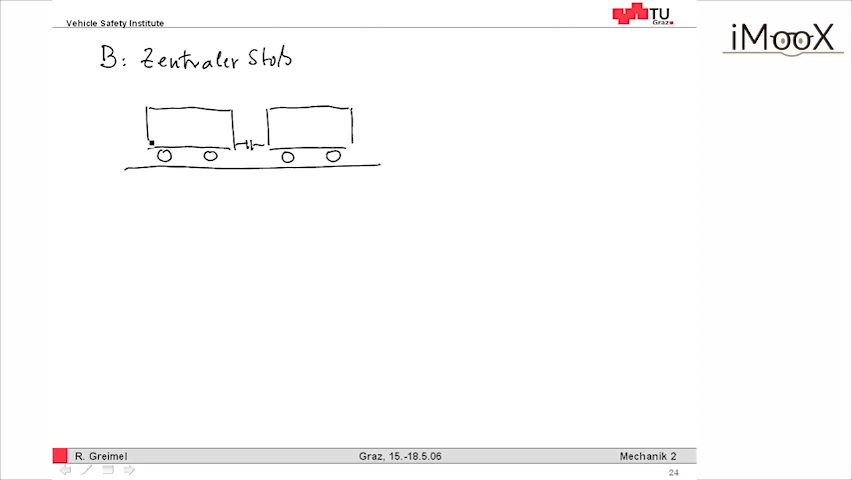 Vehicle Safety Institute
TU
Graz
iMooX
B: Zentraler Stoß
R. Greimel
Graz, 15.-18.5.06
Mechanik 2
24